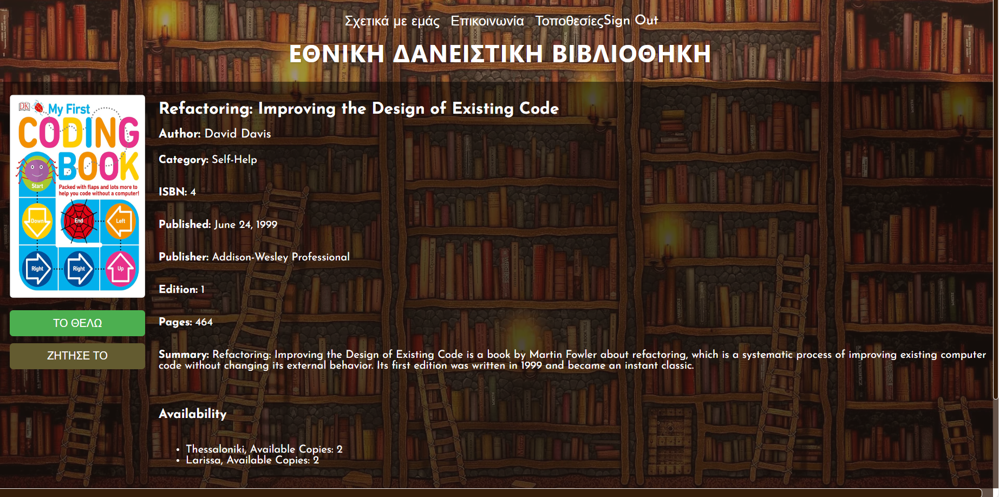 Σχετικά με εμάς Επικοινωνία Τοποθεσίες Sign Out
ΕΘΝΙΚΗ ΔΑΝΕΙΣΤΙΚΗ ΒΙΒΛΙΟΘΗΚΗ
DK My First
CODING
BOOK
Start
Packed with flaps and lots more to
help you code without a computer!
Down End Left
Right Right Up
ΤΟ ΘΕΛΩ
ΖΗΤΗΣΕ ΤΟ
Refactoring: Improving the Design of Existing Code
Author: David Davis
Category: Self-Help
ISBN: 4
Published: June 24, 1999
Publisher: Addison-Wesley Professional
Edition: 1
Pages: 464
Summary: Refactoring: Improving the Design of Existing Code is a book by Martin Fowler about refactoring, which is a systematic process of improving existing computer
code without changing its external behavior. Its first edition was written in 1999 and became an instant classic.
Availability
• Thessaloniki, Available Copies: 2
• Larissa, Available Copies: 2